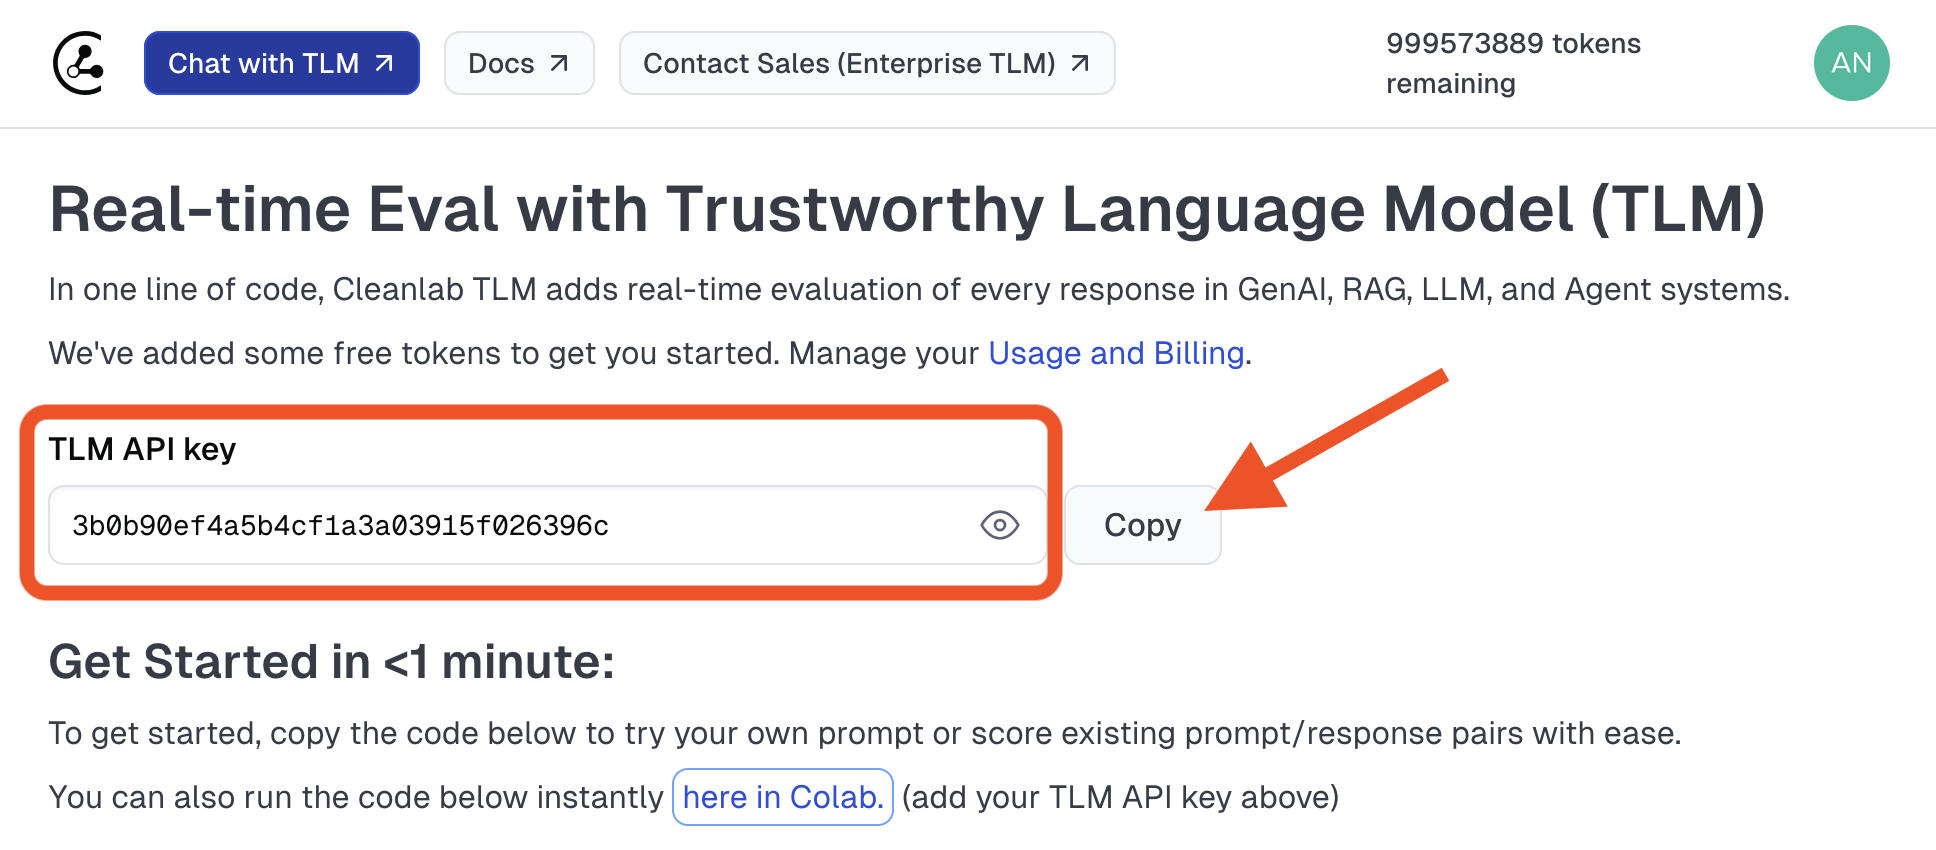 Chat with TLM ↗
Docs ↗
Contact Sales (Enterprise TLM) ↗
999573889 tokens
remaining
AN
Real-time Eval with Trustworthy Language Model (TLM)
In one line of code, Cleanlab TLM adds real-time evaluation of every response in GenAI, RAG, LLM, and Agent systems.
We've added some free tokens to get you started. Manage your Usage and Billing.
TLM API key
3b0b90ef4a5b4cf1a3a03915f026396c
Copy
Get Started in <1 minute:
To get started, copy the code below to try your own prompt or score existing prompt/response pairs with ease.
You can also run the code below instantly here in Colab. (add your TLM API key above)